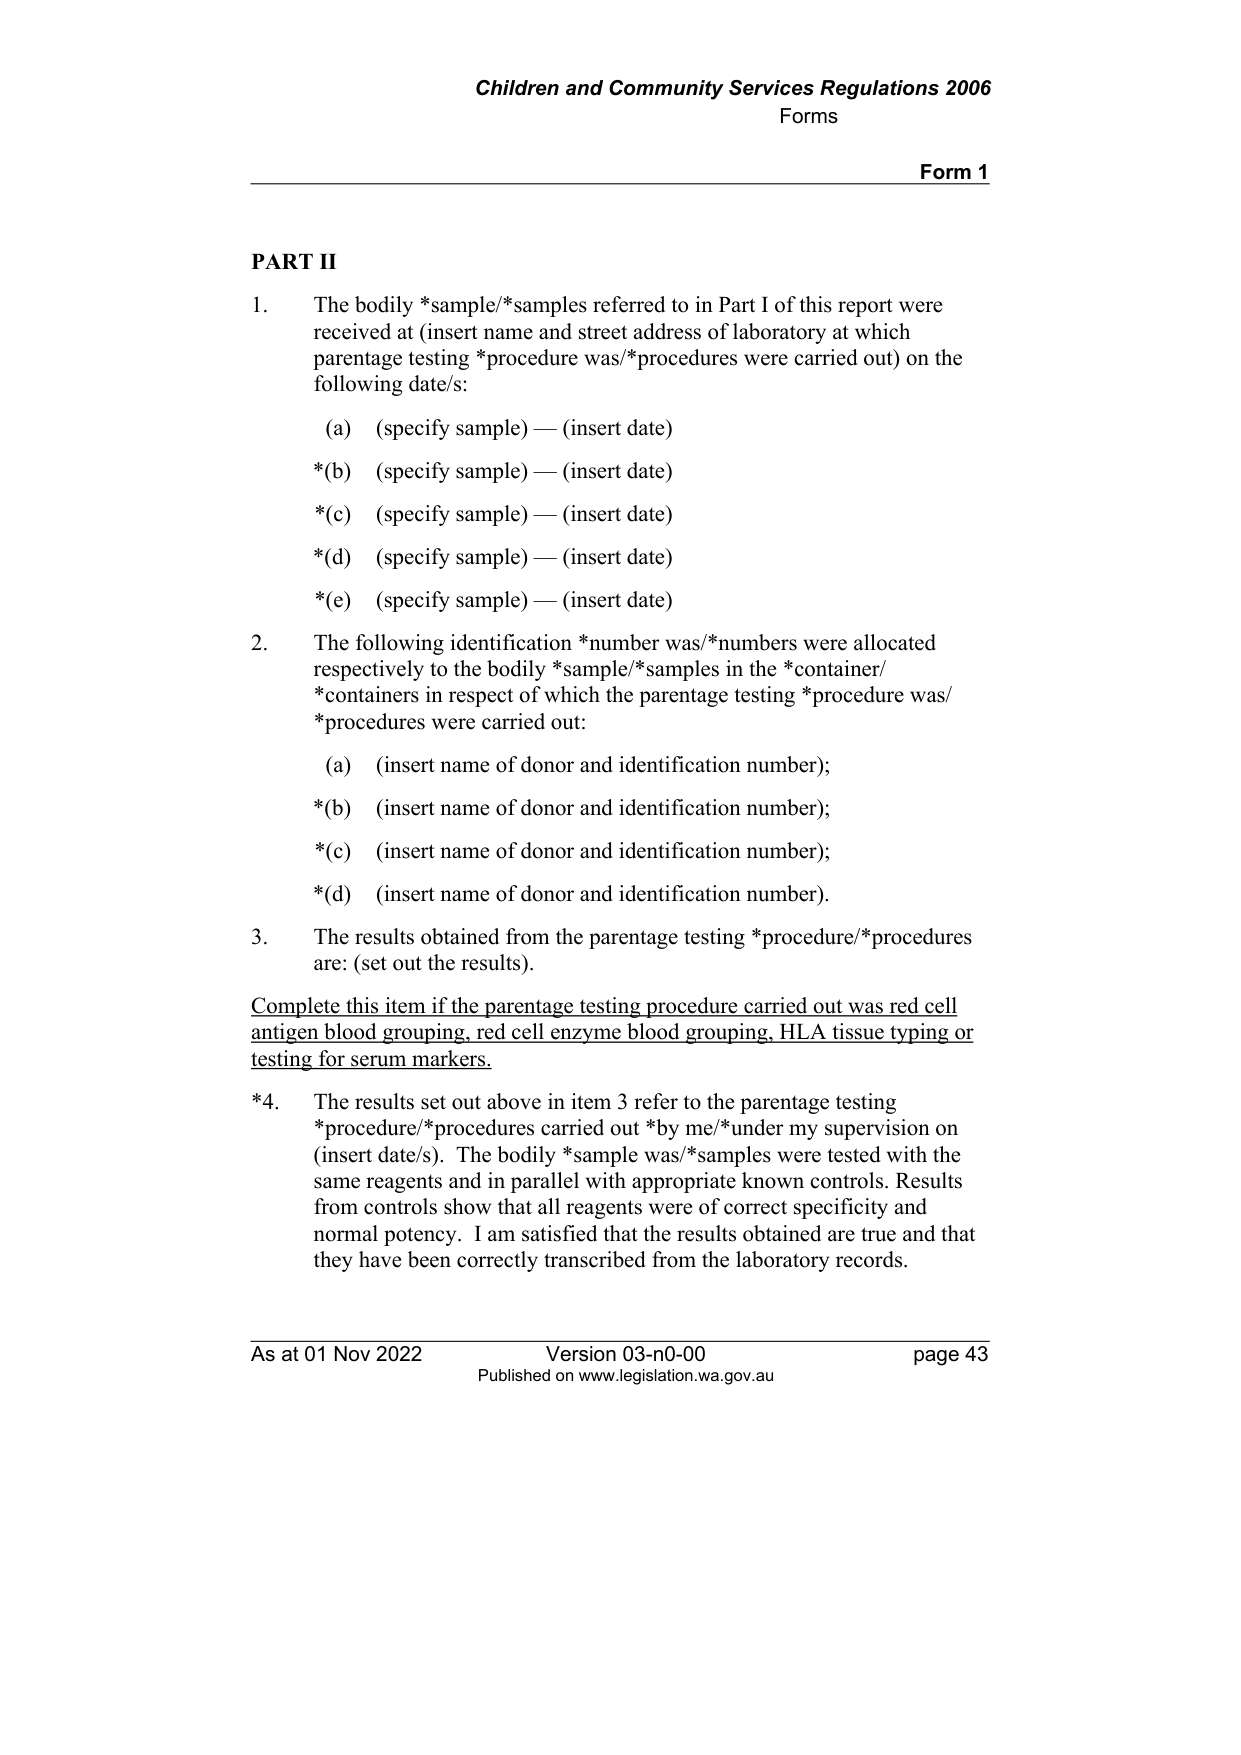 Children and Community Services Regulations 2006
Forms
Form 1
PART II
1. The bodily *sample/*samples referred to in Part I of this report were
received at (insert name and street address of laboratory at which
parentage testing *procedure was/*procedures were carried out) on the
following date/s:
(a) (specify sample) — (insert date)
*(b) (specify sample) — (insert date)
*(c) (specify sample) — (insert date)
*(d) (specify sample) — (insert date)
*(e) (specify sample) — (insert date)
2. The following identification *number was/*numbers were allocated
respectively to the bodily *sample/*samples in the *container/
*containers in respect of which the parentage testing *procedure was/
*procedures were carried out:
(a) (insert name of donor and identification number);
*(b) (insert name of donor and identification number);
*(c) (insert name of donor and identification number);
*(d) (insert name of donor and identification number).
3. The results obtained from the parentage testing *procedure/*procedures
are: (set out the results).
Complete this item if the parentage testing procedure carried out was red cell
antigen blood grouping, red cell enzyme blood grouping, HLA tissue typing or
testing for serum markers.
*4. The results set out above in item 3 refer to the parentage testing
*procedure/*procedures carried out *by me/*under my supervision on
(insert date/s).  The bodily *sample was/*samples were tested with the
same reagents and in parallel with appropriate known controls. Results
from controls show that all reagents were of correct specificity and
normal potency.  I am satisfied that the results obtained are true and that
they have been correctly transcribed from the laboratory records.
As at 01 Nov 2022 Version 03-n0-00 page 43
Published on www.legislation.wa.gov.au